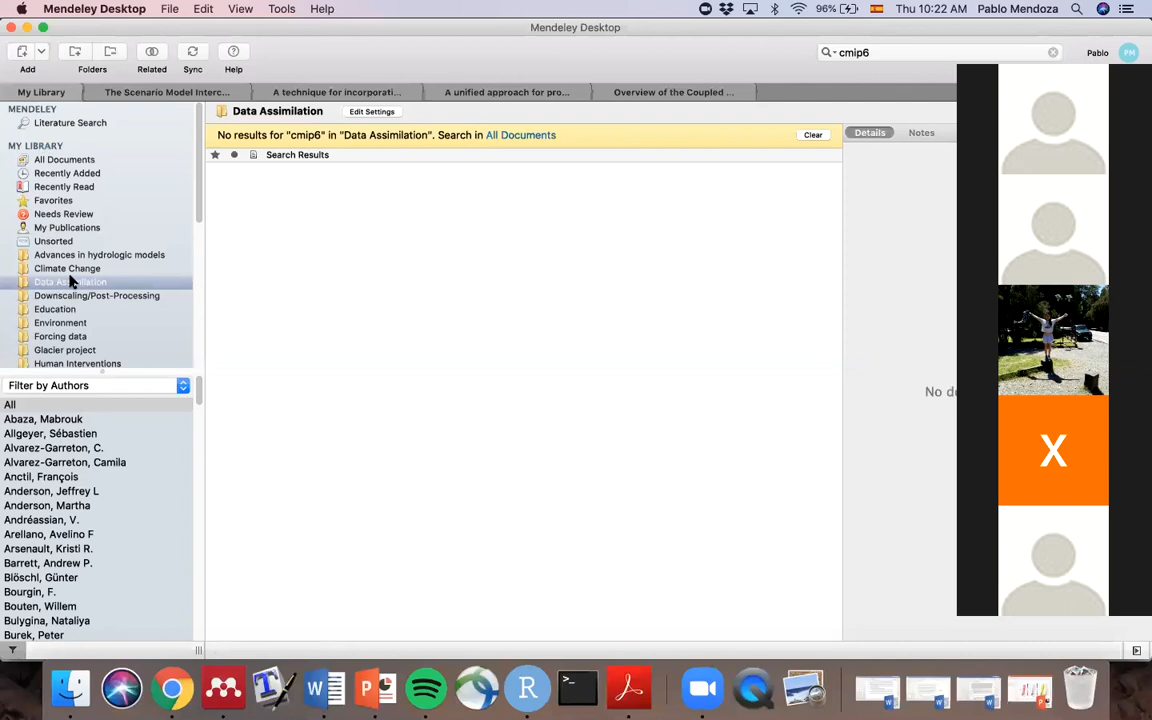 Mendeley Desktop File Edit View Tools Help 96% Thu 10:22 AM Pablo Mendoza
Mendeley Desktop
cmip6
Add Folders Related Sync Help Pablo PM
My Library The Scenario Model Interc... A technique for incorporati... A unified approach for pro... Overview of the Coupled ...
MENDELEY
Literature Search
MY LIBRARY
All Documents
Recently Added
Recently Read
Favorites
Needs Review
My Publications
Unsorted
Advances in hydrologic models
Climate Change
Data Assimilation
Downscaling/Post-Processing
Education
Environment
Forcing data
Glacier project
Human Interventions
Filter by Authors
All
Abaza, Mabrouk
Allgeyer, Sébastien
Alvarez-Garreton, C.
Alvarez-Garreton, Camila
Anctil, François
Anderson, Jeffrey L
Anderson, Martha
Andréassian, V.
Arellano, Avelino F
Arsenault, Kristi R.
Barrett, Andrew P.
Blöschl, Günter
Bourgin, F.
Bouten, Willem
Bulygina, Nataliya
Burek, Peter
Data Assimilation Edit Settings
No results for "cmip6" in "Data Assimilation". Search in All Documents Clear
Search Results
Details Notes
No de
X